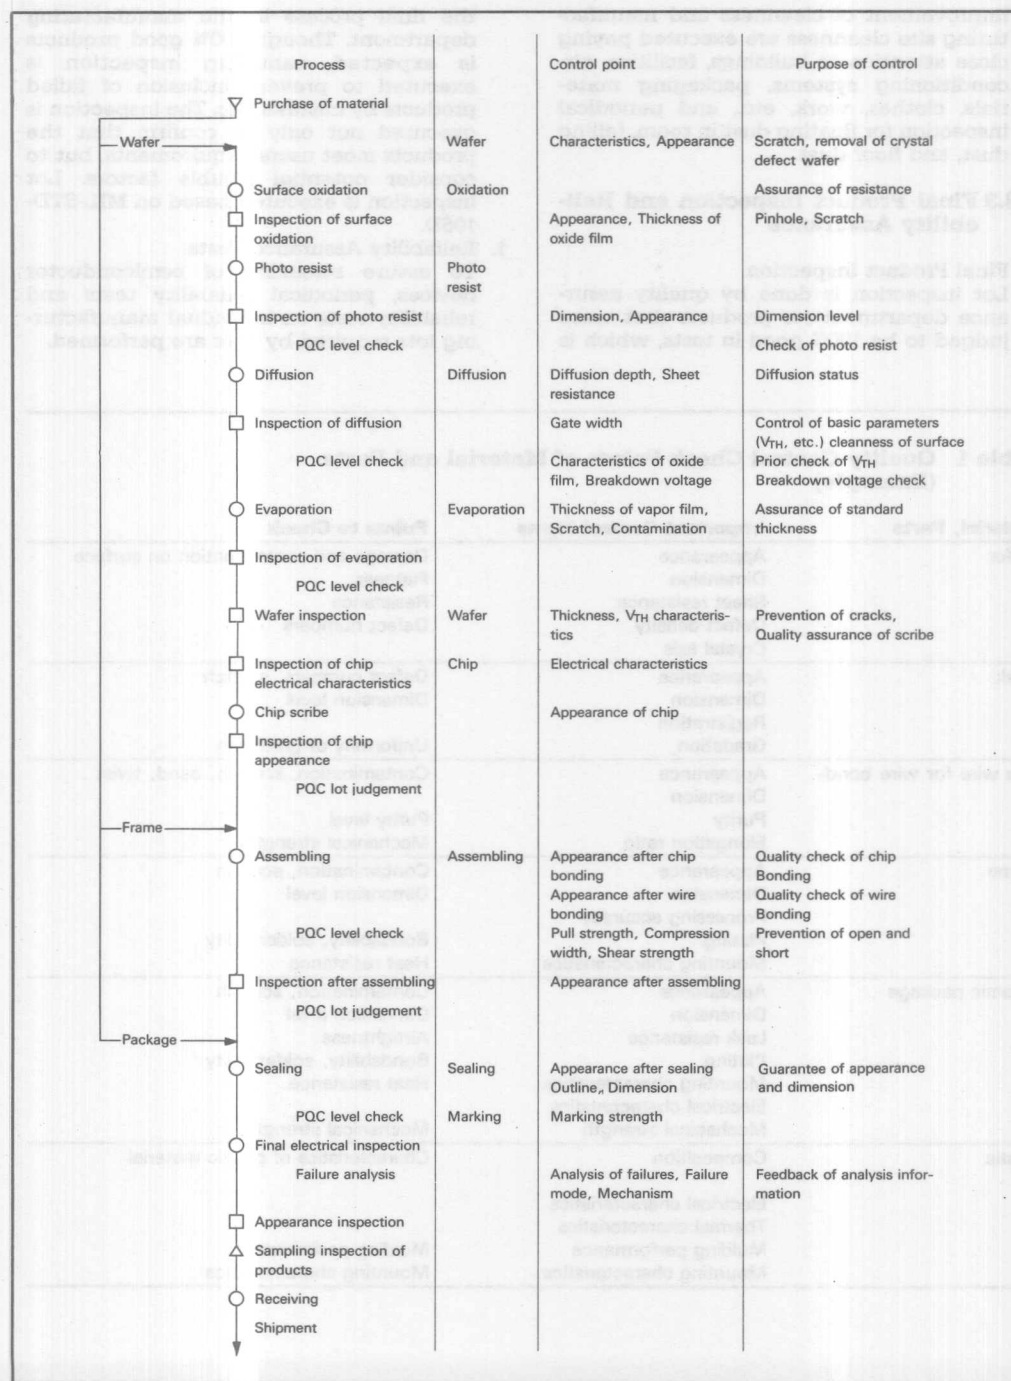 Process Control point Purpose of control
Purchase of material
Wafer Wafer Characteristics, Appearance Scratch, removal of crystal
defect wafer
Surface oxidation Oxidation Assurance of resistance
Inspection of surface Appearance, Thickness of Pinhole, Scratch
oxidation oxide film
Photo resist Photo
resist
Inspection of photo resist Dimension, Appearance Dimension level
PQC level check Check of photo resist
Diffusion Diffusion Diffusion depth, Sheet Diffusion status
resistance
Inspection of diffusion Gate width Control of basic parameters
(VTH, etc.) cleanness of surface
PQC level check Characteristics of oxide Prior check of VTH
film, Breakdown voltage Breakdown voltage check
Evaporation Evaporation Thickness of vapor film, Assurance of standard
Scratch, Contamination thickness
Inspection of evaporation
PQC level check
Wafer inspection Wafer Thickness, VTH characteris- Prevention of cracks,
tics Quality assurance of scribe
Inspection of chip Chip Electrical characteristics
electrical characteristics
Chip scribe Appearance of chip
Inspection of chip
appearance
PQC lot judgement
Frame
Assembling Assembling Appearance after chip Quality check of chip
bonding Bonding
Appearance after wire Quality check of wire
bonding Bonding
PQC level check Pull strength, Compression Prevention of open and
width, Shear strength short
Inspection after assembling Appearance after assembling
PQC lot judgement
Package
Sealing Sealing Appearance after sealing Guarantee of appearance
Outline, Dimension and dimension
PQC level check Marking Marking strength
Final electrical inspection
Failure analysis Analysis of failures, Failure Feedback of analysis infor-
mode, Mechanism mation
Appearance inspection
Sampling inspection of
products
Receiving
Shipment